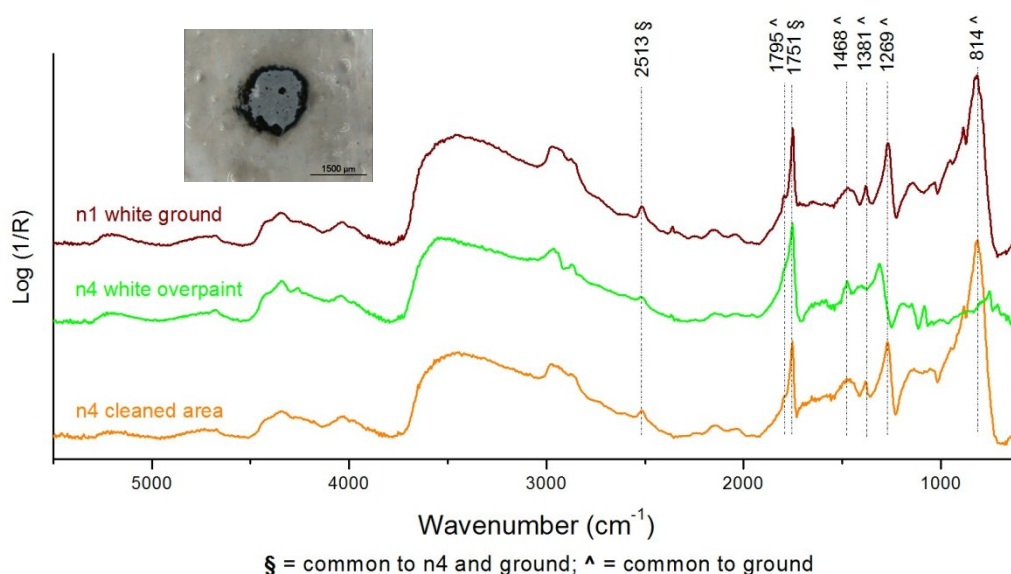 2513 §
1795 ^
1751 §
1468 ^
1381 ^
1269 ^
814 ^
1500 µm
n1 white ground
n4 white overpaint
n4 cleaned area
Log (1/R)
5000 4000 3000 2000 1000
Wavenumber (cm⁻¹)
§ = common to n4 and ground; ^ = common to ground